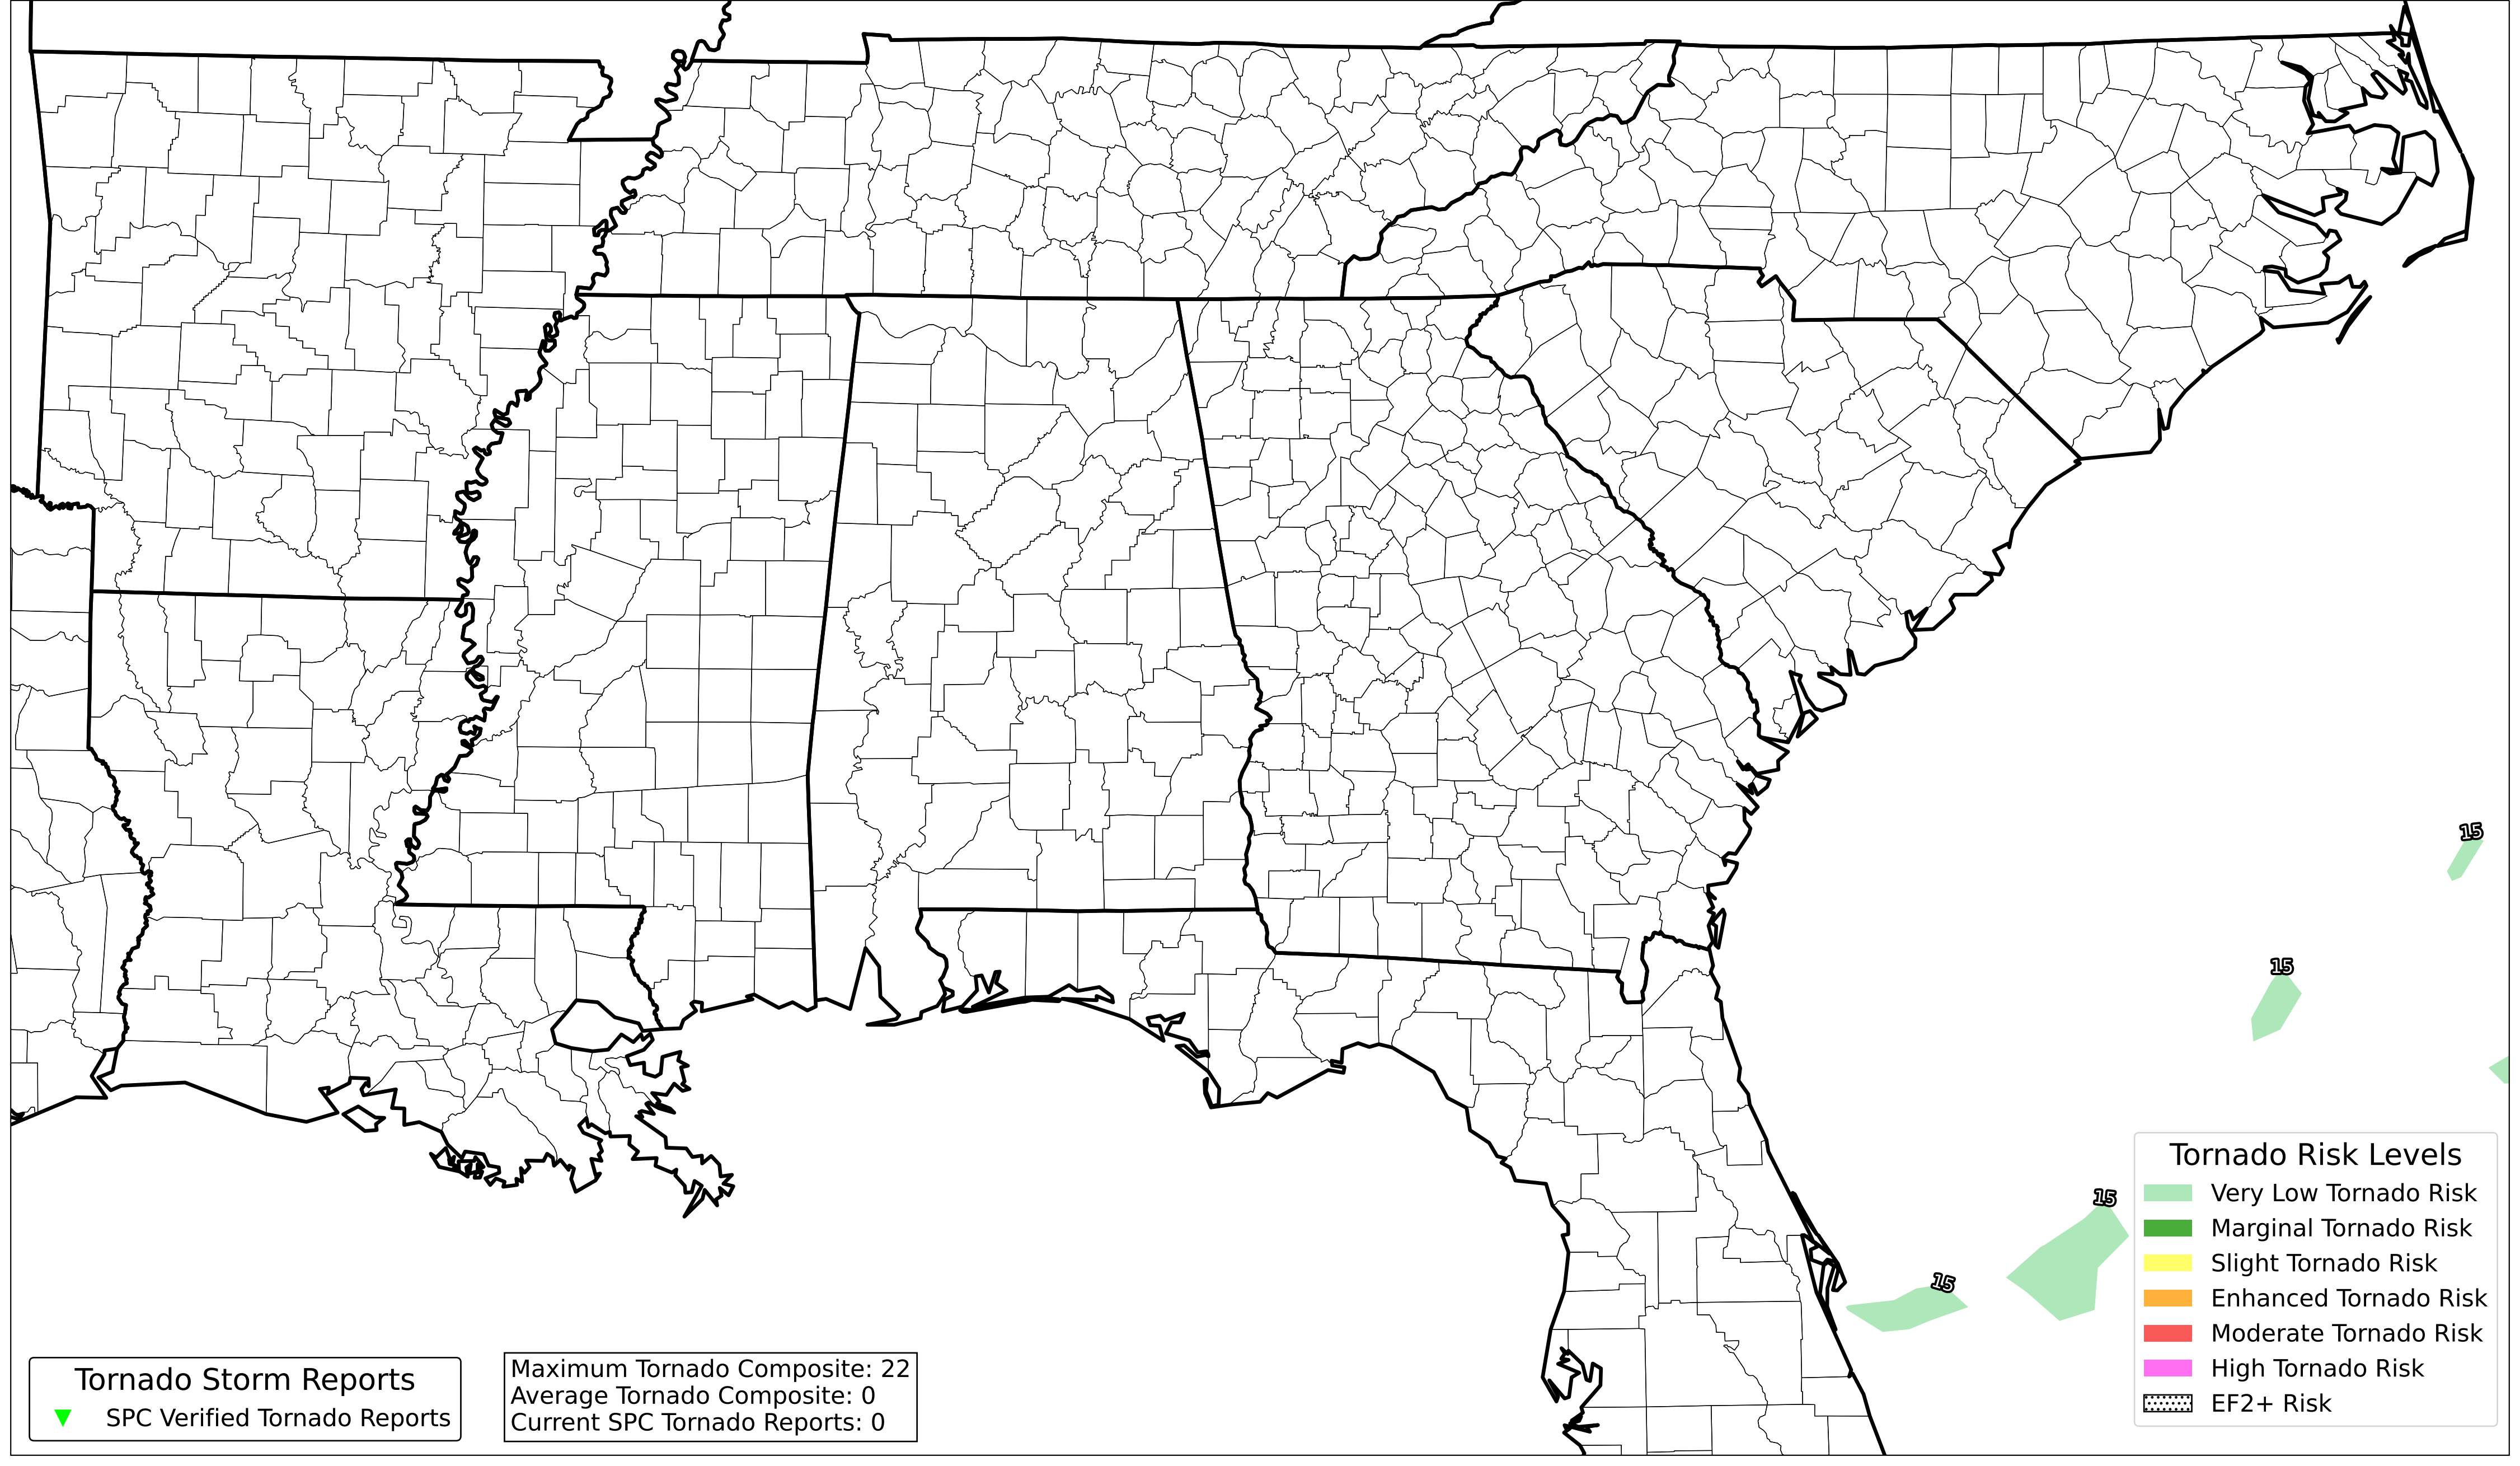 15
15
15
15
Tornado Risk Levels
Very Low Tornado Risk
Marginal Tornado Risk
Slight Tornado Risk
Enhanced Tornado Risk
Moderate Tornado Risk
High Tornado Risk
EF2+ Risk
Tornado Storm Reports
SPC Verified Tornado Reports
Maximum Tornado Composite: 22
Average Tornado Composite: 0
Current SPC Tornado Reports: 0